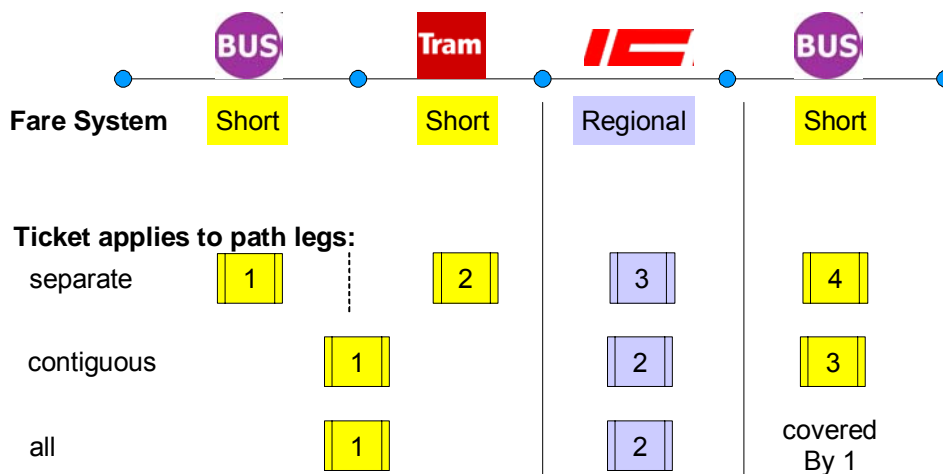 BUS Tram IC BUS
Fare System Short Short Regional Short
Ticket applies to path legs:
separate 1 2 3 4
contiguous 1 2 3
all 1 2 covered
By 1